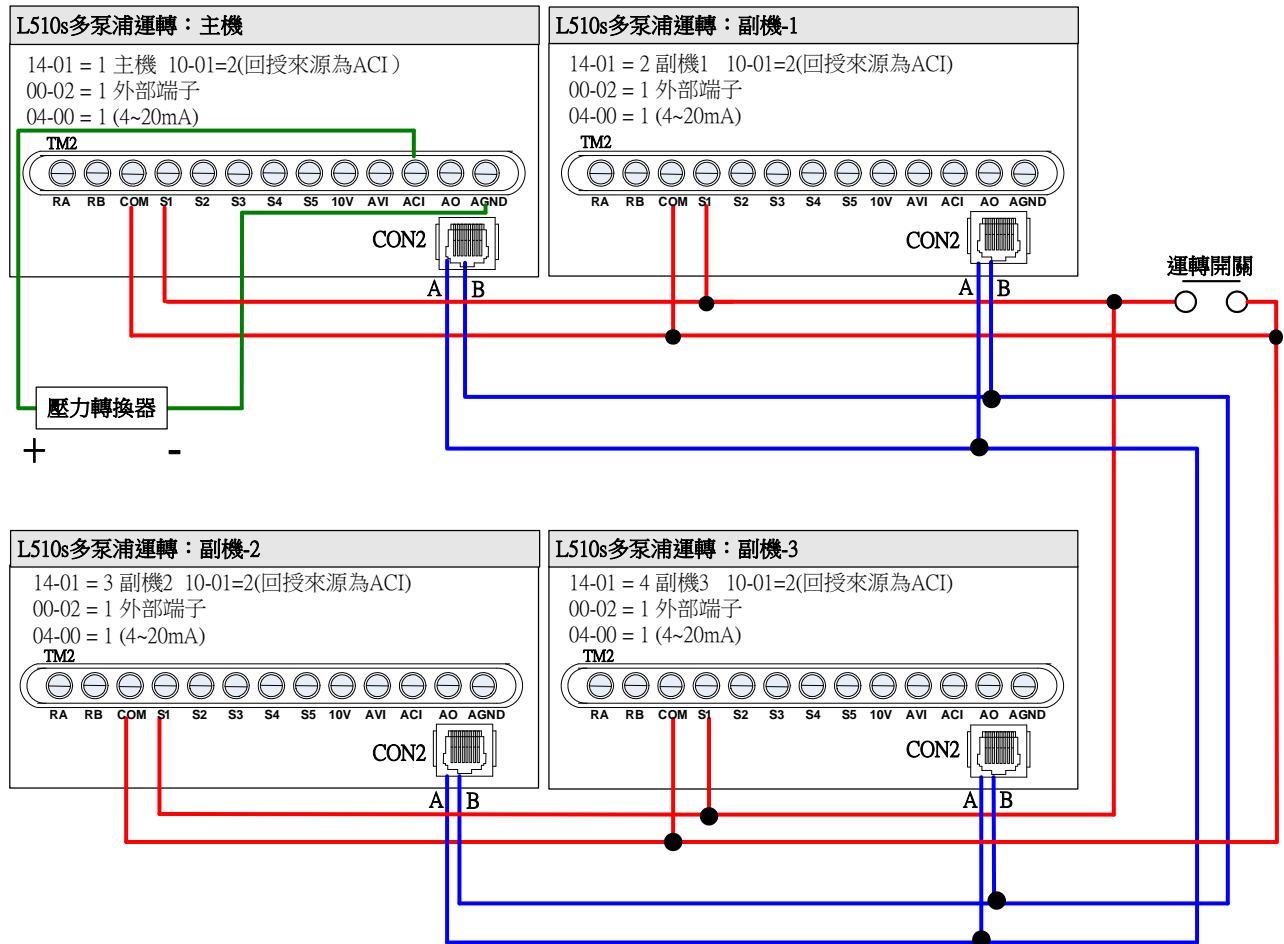 L510s多泵浦運轉：主機
14-01 = 1 主機 10-01=2(回授來源為ACI）
00-02 = 1 外部端子
04-00 = 1 (4~20mA)
TM2
RA RB COM S1 S2 S3 S4 S5 10V AVI ACI AO AGND
CON2
A B
L510s多泵浦運轉：副機-1
14-01 = 2 副機1 10-01=2(回授來源為ACI)
00-02 = 1 外部端子
04-00 = 1 (4~20mA)
TM2
RA RB COM S1 S2 S3 S4 S5 10V AVI ACI AO AGND
CON2
A B
運轉開關
壓力轉換器
+ -
L510s多泵浦運轉：副機-2
14-01 = 3 副機2 10-01=2(回授來源為ACI)
00-02 = 1 外部端子
04-00 = 1 (4~20mA)
TM2
RA RB COM S1 S2 S3 S4 S5 10V AVI ACI AO AGND
CON2
A B
L510s多泵浦運轉：副機-3
14-01 = 4 副機3 10-01=2(回授來源為ACI)
00-02 = 1 外部端子
04-00 = 1 (4~20mA)
TM2
RA RB COM S1 S2 S3 S4 S5 10V AVI ACI AO AGND
CON2
A B